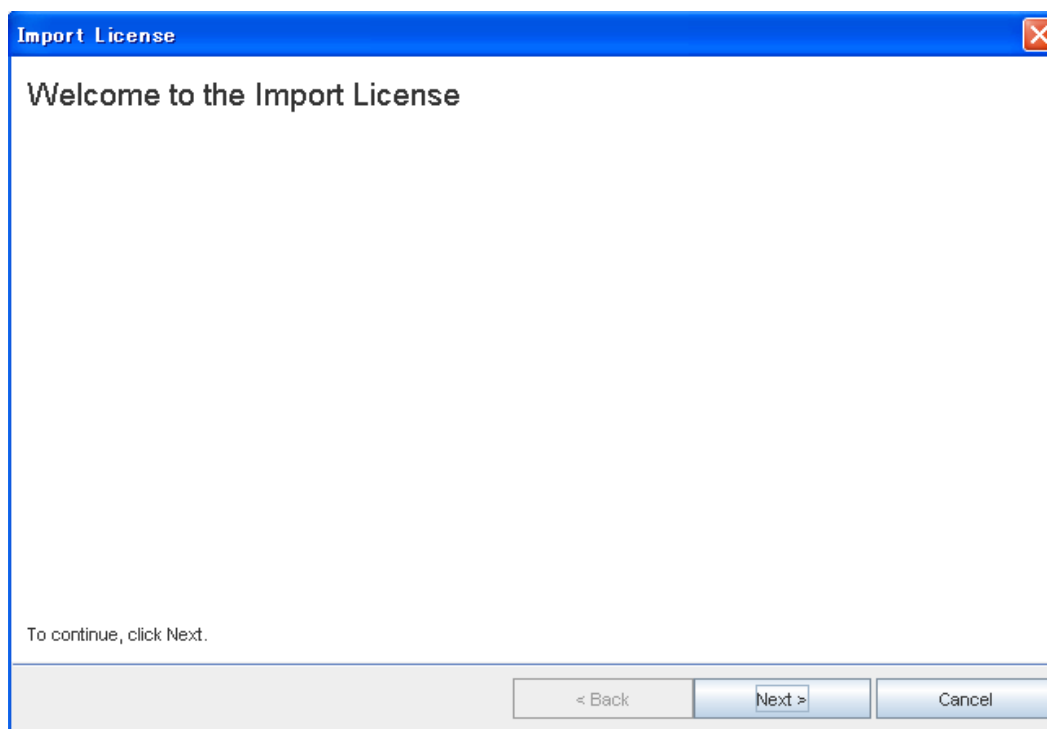 Import License
Welcome to the Import License
To continue, click Next.
< Back Next > Cancel